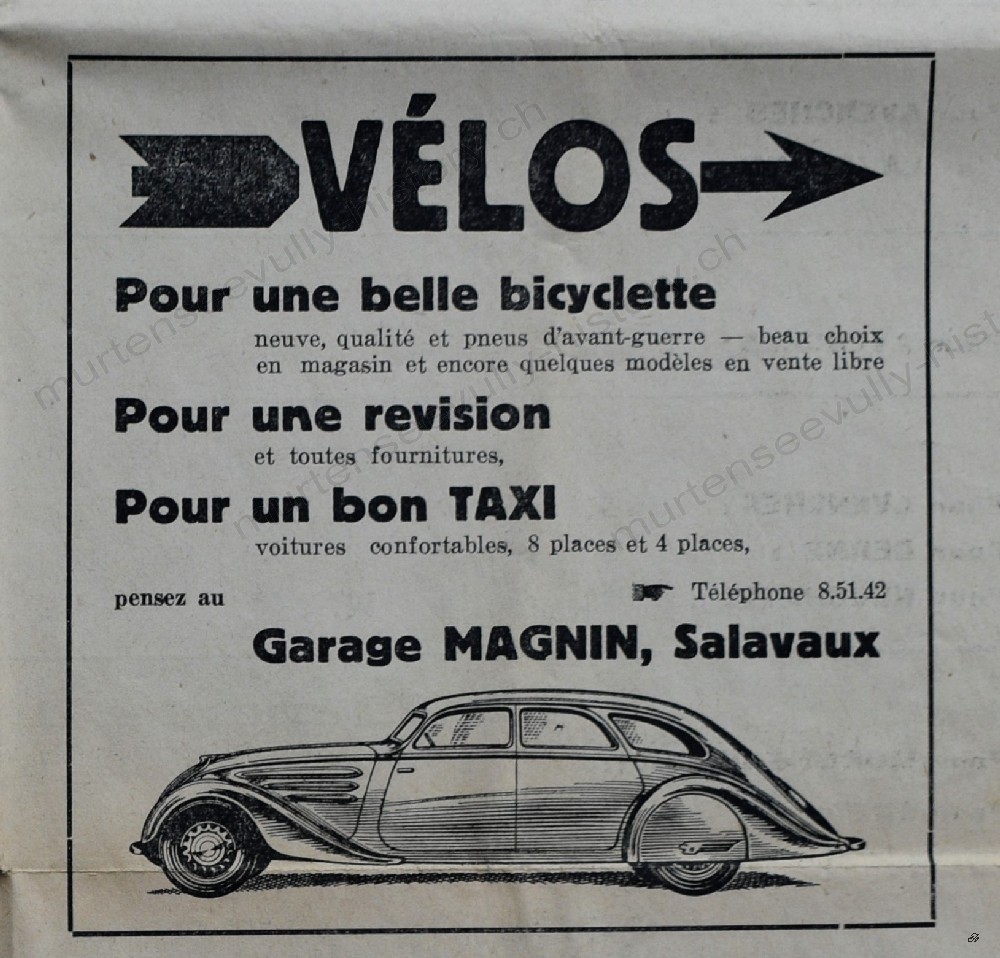 VÉLOS
Pour une belle bicyclette
neuve, qualité et pneus d'avant-guerre — beau choix
en magasin et encore quelques modèles en vente libre
Pour une revision
et toutes fournitures,
Pour un bon TAXI
voitures confortables, 8 places et 4 places,
pensez au
☛ Téléphone 8.51.42
Garage MAGNIN, Salavaux